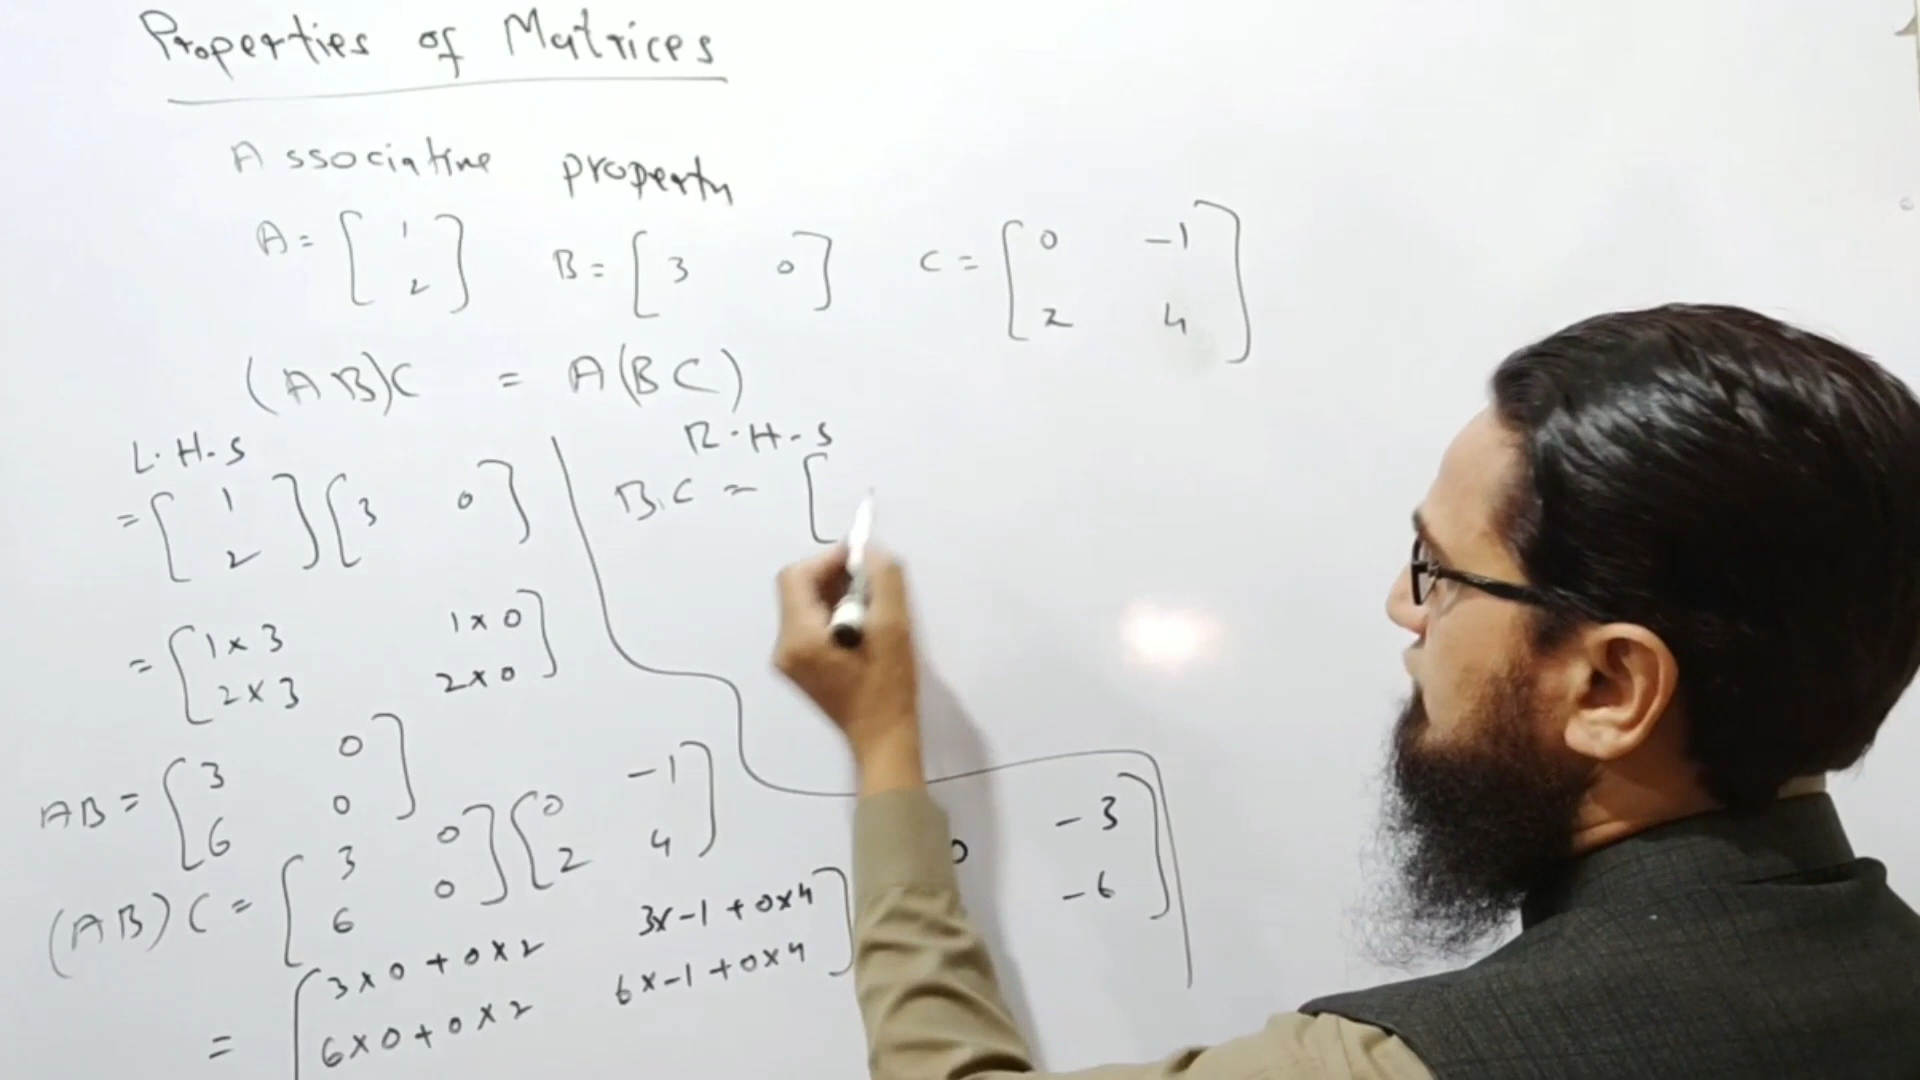 Properties of Matrices
Associative property
A = [ 1 2 ] B = [ 3 0 ] C = [ 0 -1 2 4 ]
(AB)C = A(BC)
L.H.S
= [ 1 2 ] [ 3 0 ]
= [ 1×3 1×0
2×3 2×0 ]
AB = [ 3 0
6 0 ]
(AB)C = [ 3 0 6 0 ] [ 0 -1 2 4 ]
= [ 3×0+0×2 3×-1+0×4
6×0+0×2 6×-1+0×4 ]
0 -3
-6 ]
R.H.S
B.C = [